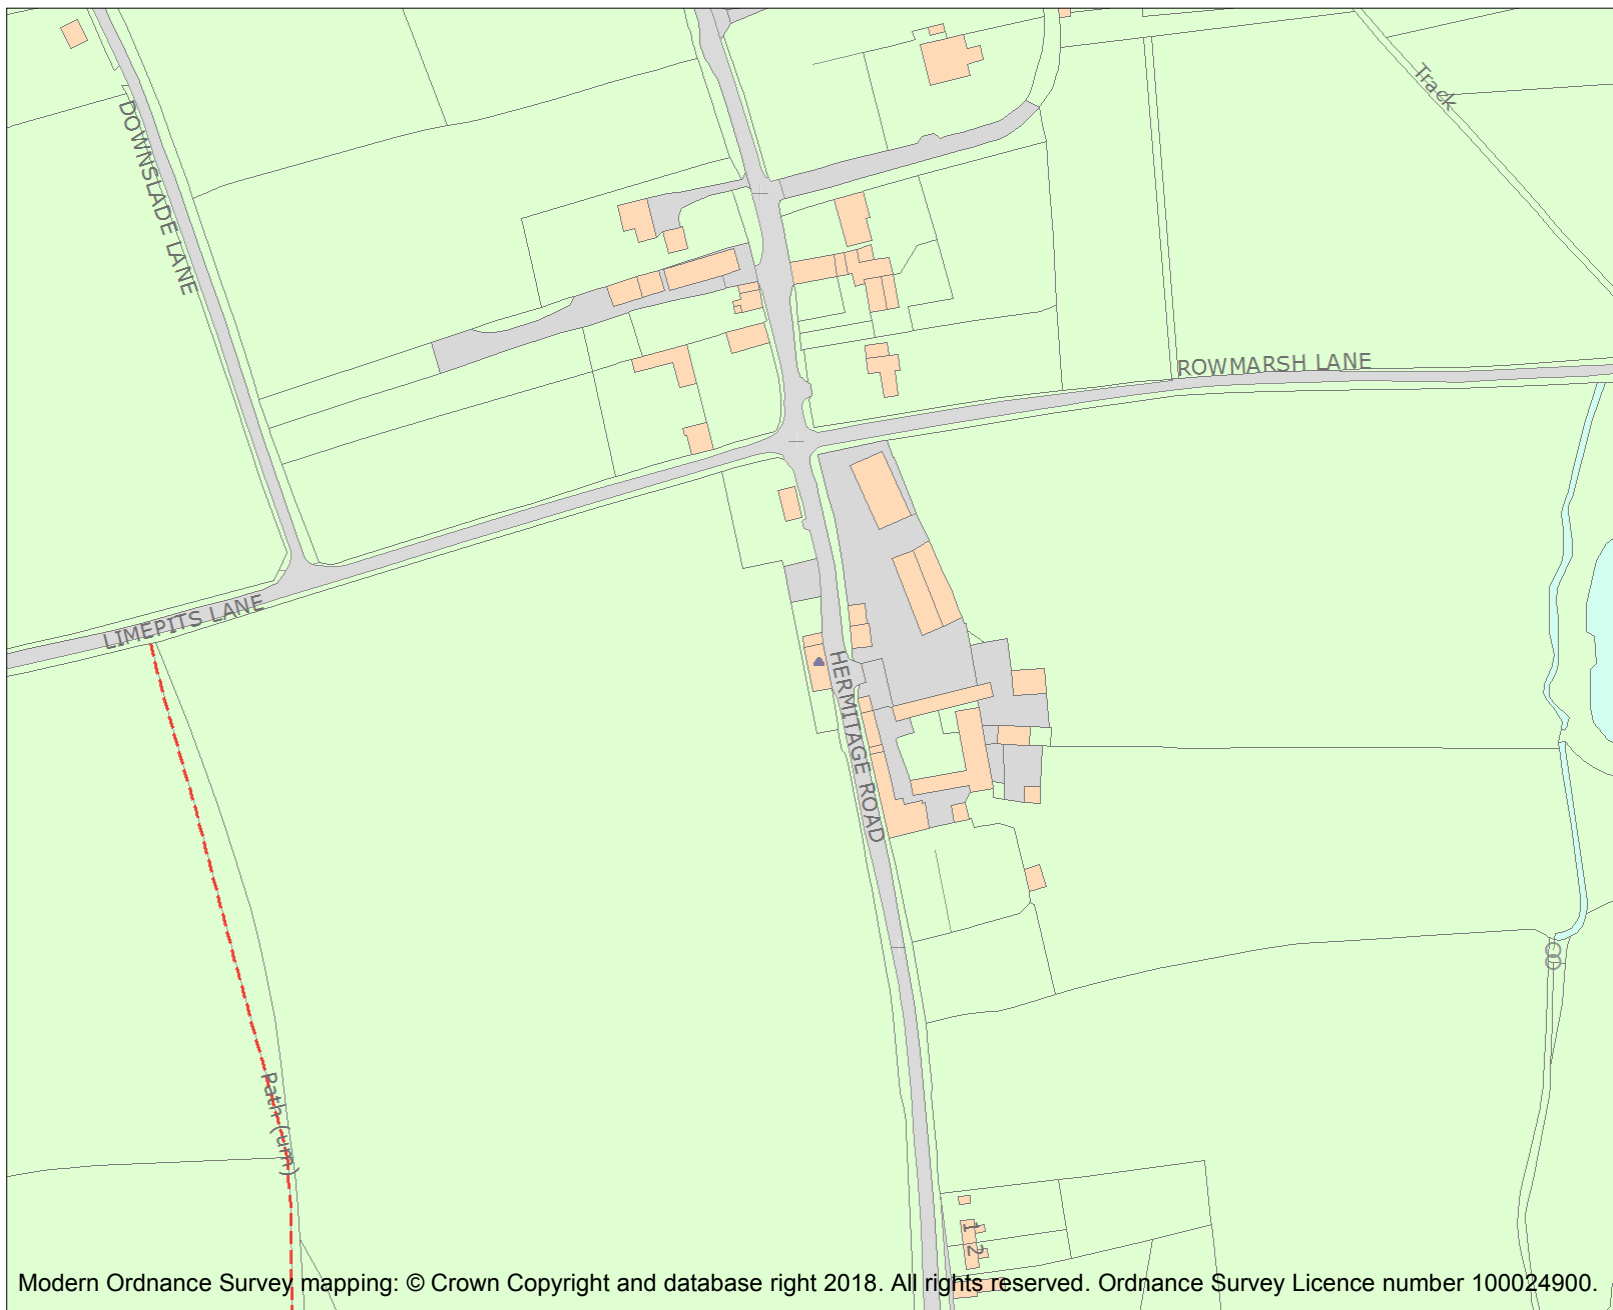 Track
DOWNSLADE LANE
ROWMARSH LANE
LIMEPITS LANE
HERMITAGE ROAD
Path (um)
1
2
Modern Ordnance Survey mapping: © Crown Copyright and database right 2018. All rights reserved. Ordnance Survey Licence number 100024900.